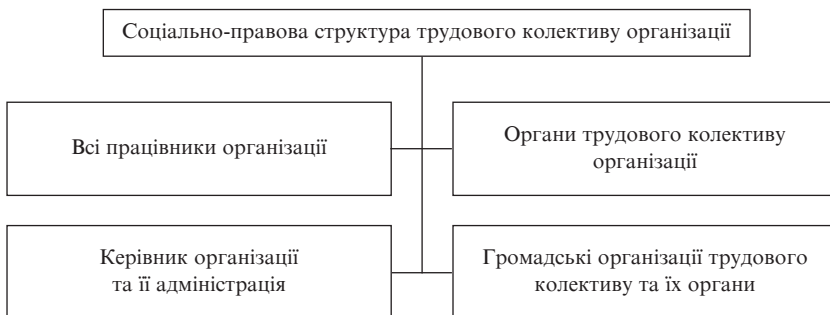 Соціально-правова структура трудового колективу організації
Всі працівники організації
Органи трудового колективу
організації
Керівник організації
та її адміністрація
Громадські організації трудового
колективу та їх органи